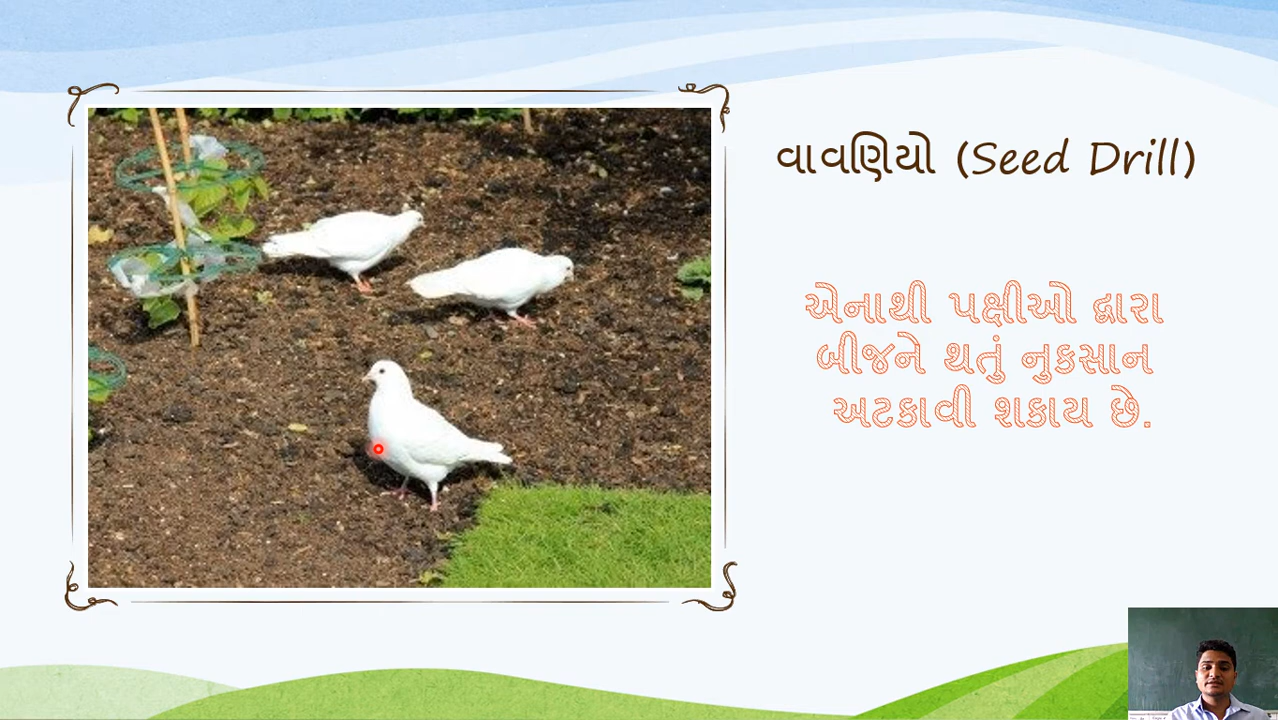 વાવણિયો (Seed Drill)
એનાથી પક્ષીઓ દ્વારા
બીજને થતું નુકસાન
અટકાવી શકાય છે.